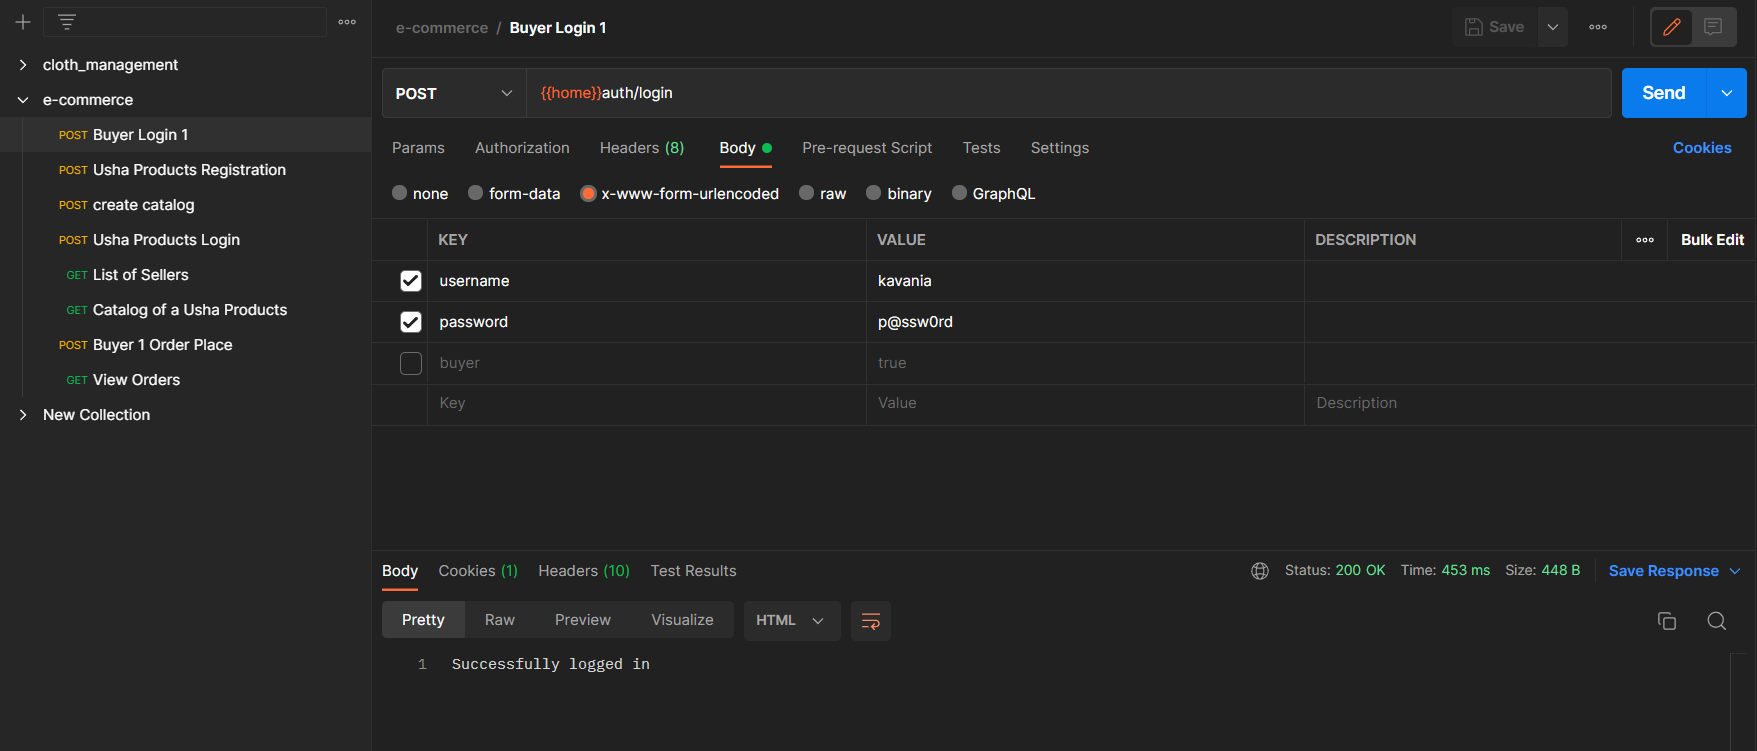 cloth_management
e-commerce
POST Buyer Login 1
POST Usha Products Registration
POST create catalog
POST Usha Products Login
GET List of Sellers
GET Catalog of a Usha Products
POST Buyer 1 Order Place
GET View Orders
New Collection
e-commerce / Buyer Login 1
Save
POST {{home}}auth/login
Send
Params Authorization Headers (8) Body Pre-request Script Tests Settings Cookies
none form-data x-www-form-urlencoded raw binary GraphQL
KEY VALUE DESCRIPTION Bulk Edit
username kavania
password p@ssw0rd
buyer true
Key Value Description
Body Cookies (1) Headers (10) Test Results Status: 200 OK Time: 453 ms Size: 448 B Save Response
Pretty Raw Preview Visualize HTML
1 Successfully logged in